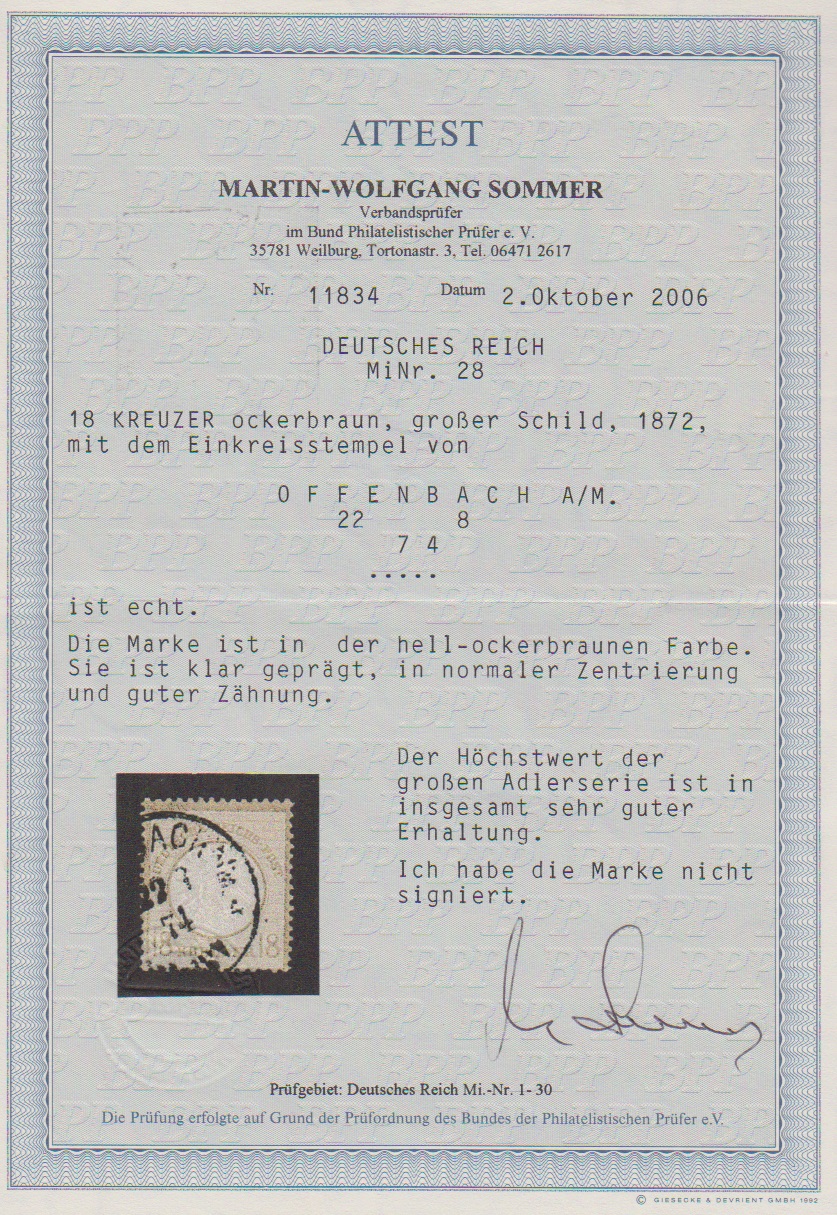 ATTEST
MARTIN-WOLFGANG SOMMER
Verbandsprüfer
im Bund Philatelistischer Prüfer e. V.
35781 Weilburg, Tortonastr. 3, Tel. 06471 2617
Nr. 11834 Datum 2.Oktober 2006
DEUTSCHES REICH
MiNr. 28
18 KREUZER ockerbraun, großer Schild, 1872,
mit dem Einkreisstempel von
O F F E N B A C H A/M.
22 8
7 4
.....
ist echt.
Die Marke ist in der hell-ockerbraunen Farbe.
Sie ist klar geprägt, in normaler Zentrierung
und guter Zähnung.
Der Höchstwert der
großen Adlerserie ist in
insgesamt sehr guter
Erhaltung.
Ich habe die Marke nicht
signiert.
18 18
74
Prüfgebiet: Deutsches Reich Mi.-Nr. 1- 30
Die Prüfung erfolgte auf Grund der Prüfordnung des Bundes der Philatelistischen Prüfer e.V.
© GIESECKE & DEVRIENT GMBH 1992